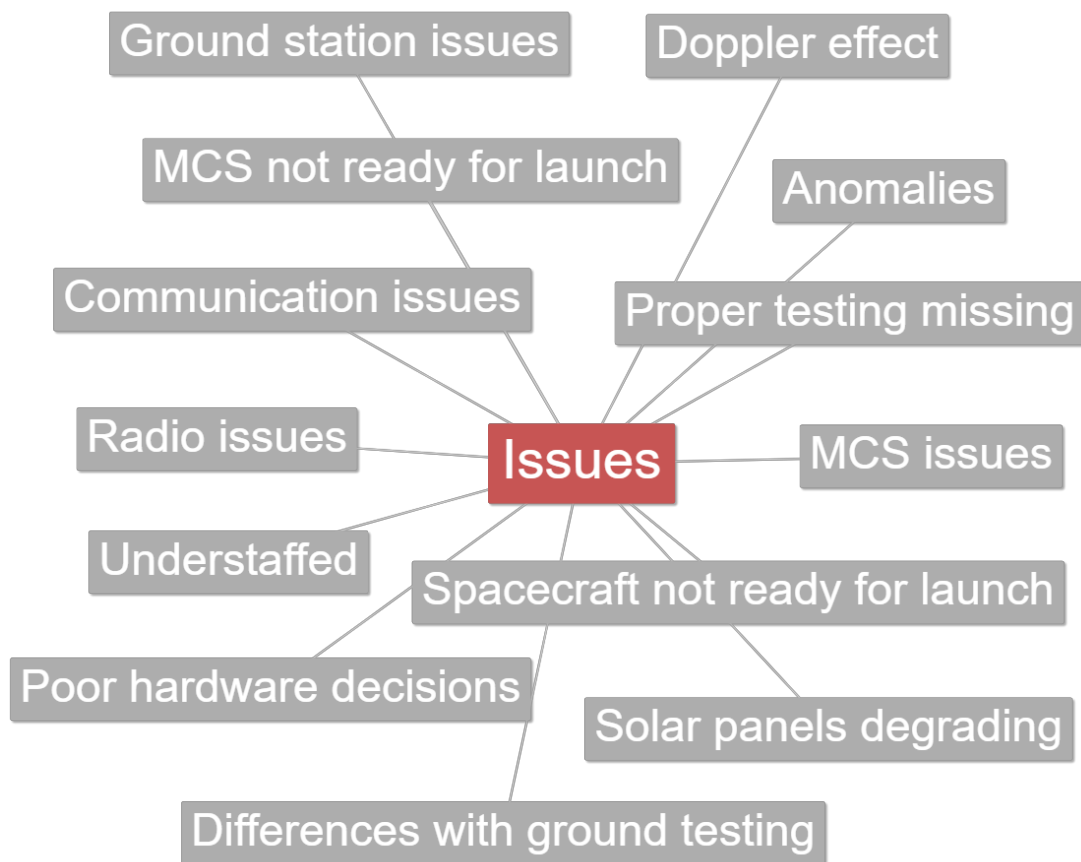 Ground station issues
Doppler effect
MCS not ready for launch
Anomalies
Communication issues
Proper testing missing
Radio issues
Issues
MCS issues
Understaffed
Spacecraft not ready for launch
Poor hardware decisions
Solar panels degrading
Differences with ground testing